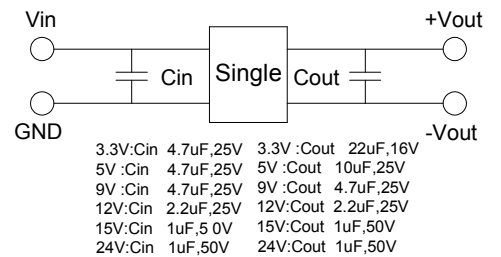 Vin +Vout
Cin Single Cout
GND -Vout
3.3V:Cin 4.7uF,25V 3.3V :Cout 22uF,16V
5V :Cin 4.7uF,25V 5V :Cout 10uF,25V
9V :Cin 4.7uF,25V 9V :Cout 4.7uF,25V
12V:Cin 2.2uF,25V 12V:Cout 2.2uF,25V
15V:Cin 1uF,5 0V 15V:Cout 1uF,50V
24V:Cin 1uF,50V 24V:Cout 1uF,50V